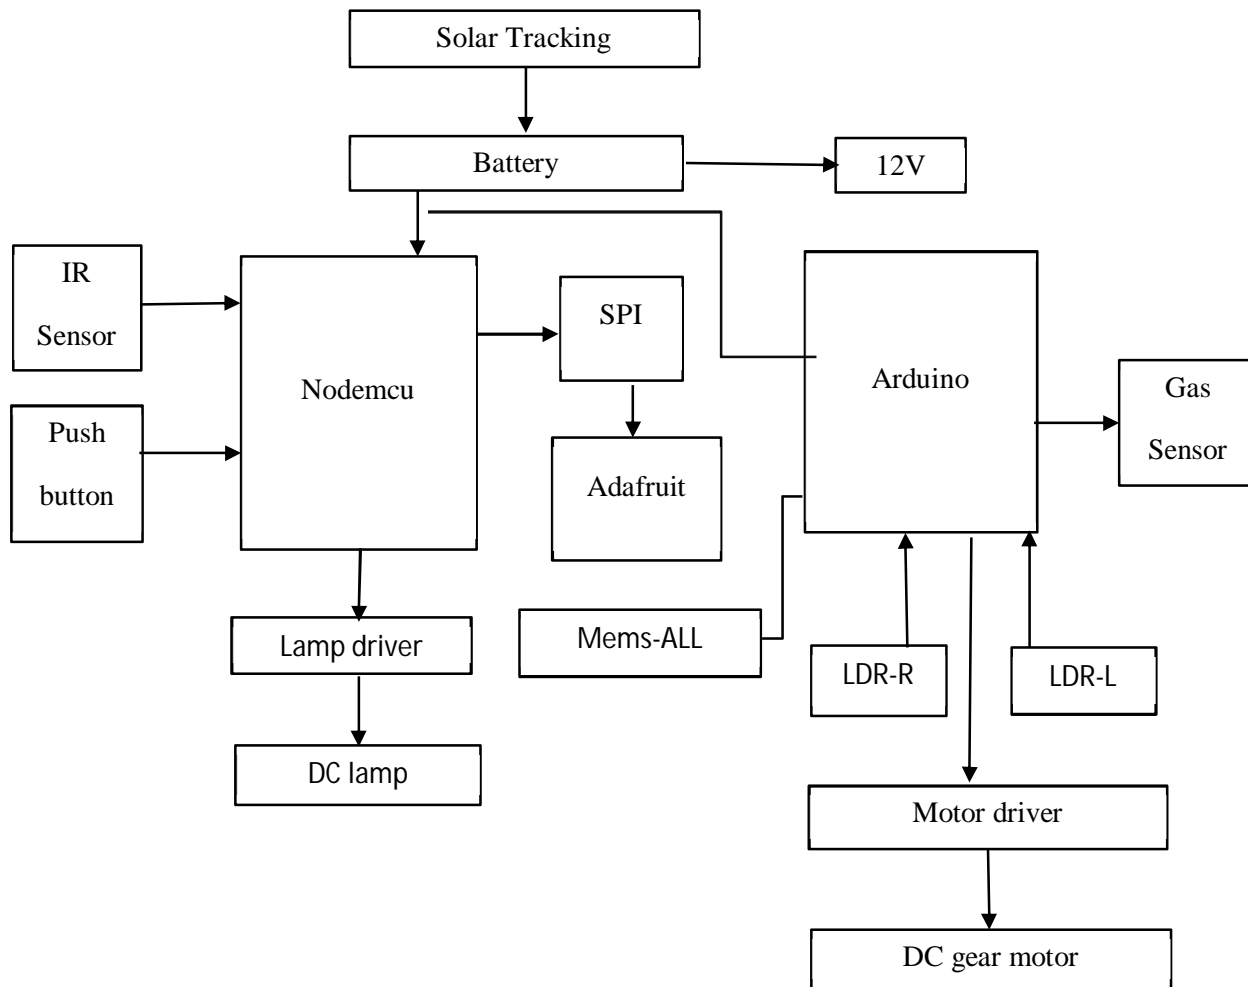 Solar Tracking
Battery
12V
IR
Sensor
SPI
Nodemcu
Arduino
Gas
Sensor
Push
button
Adafruit
Lamp driver
Mems-ALL
LDR-R
LDR-L
DC lamp
Motor driver
DC gear motor